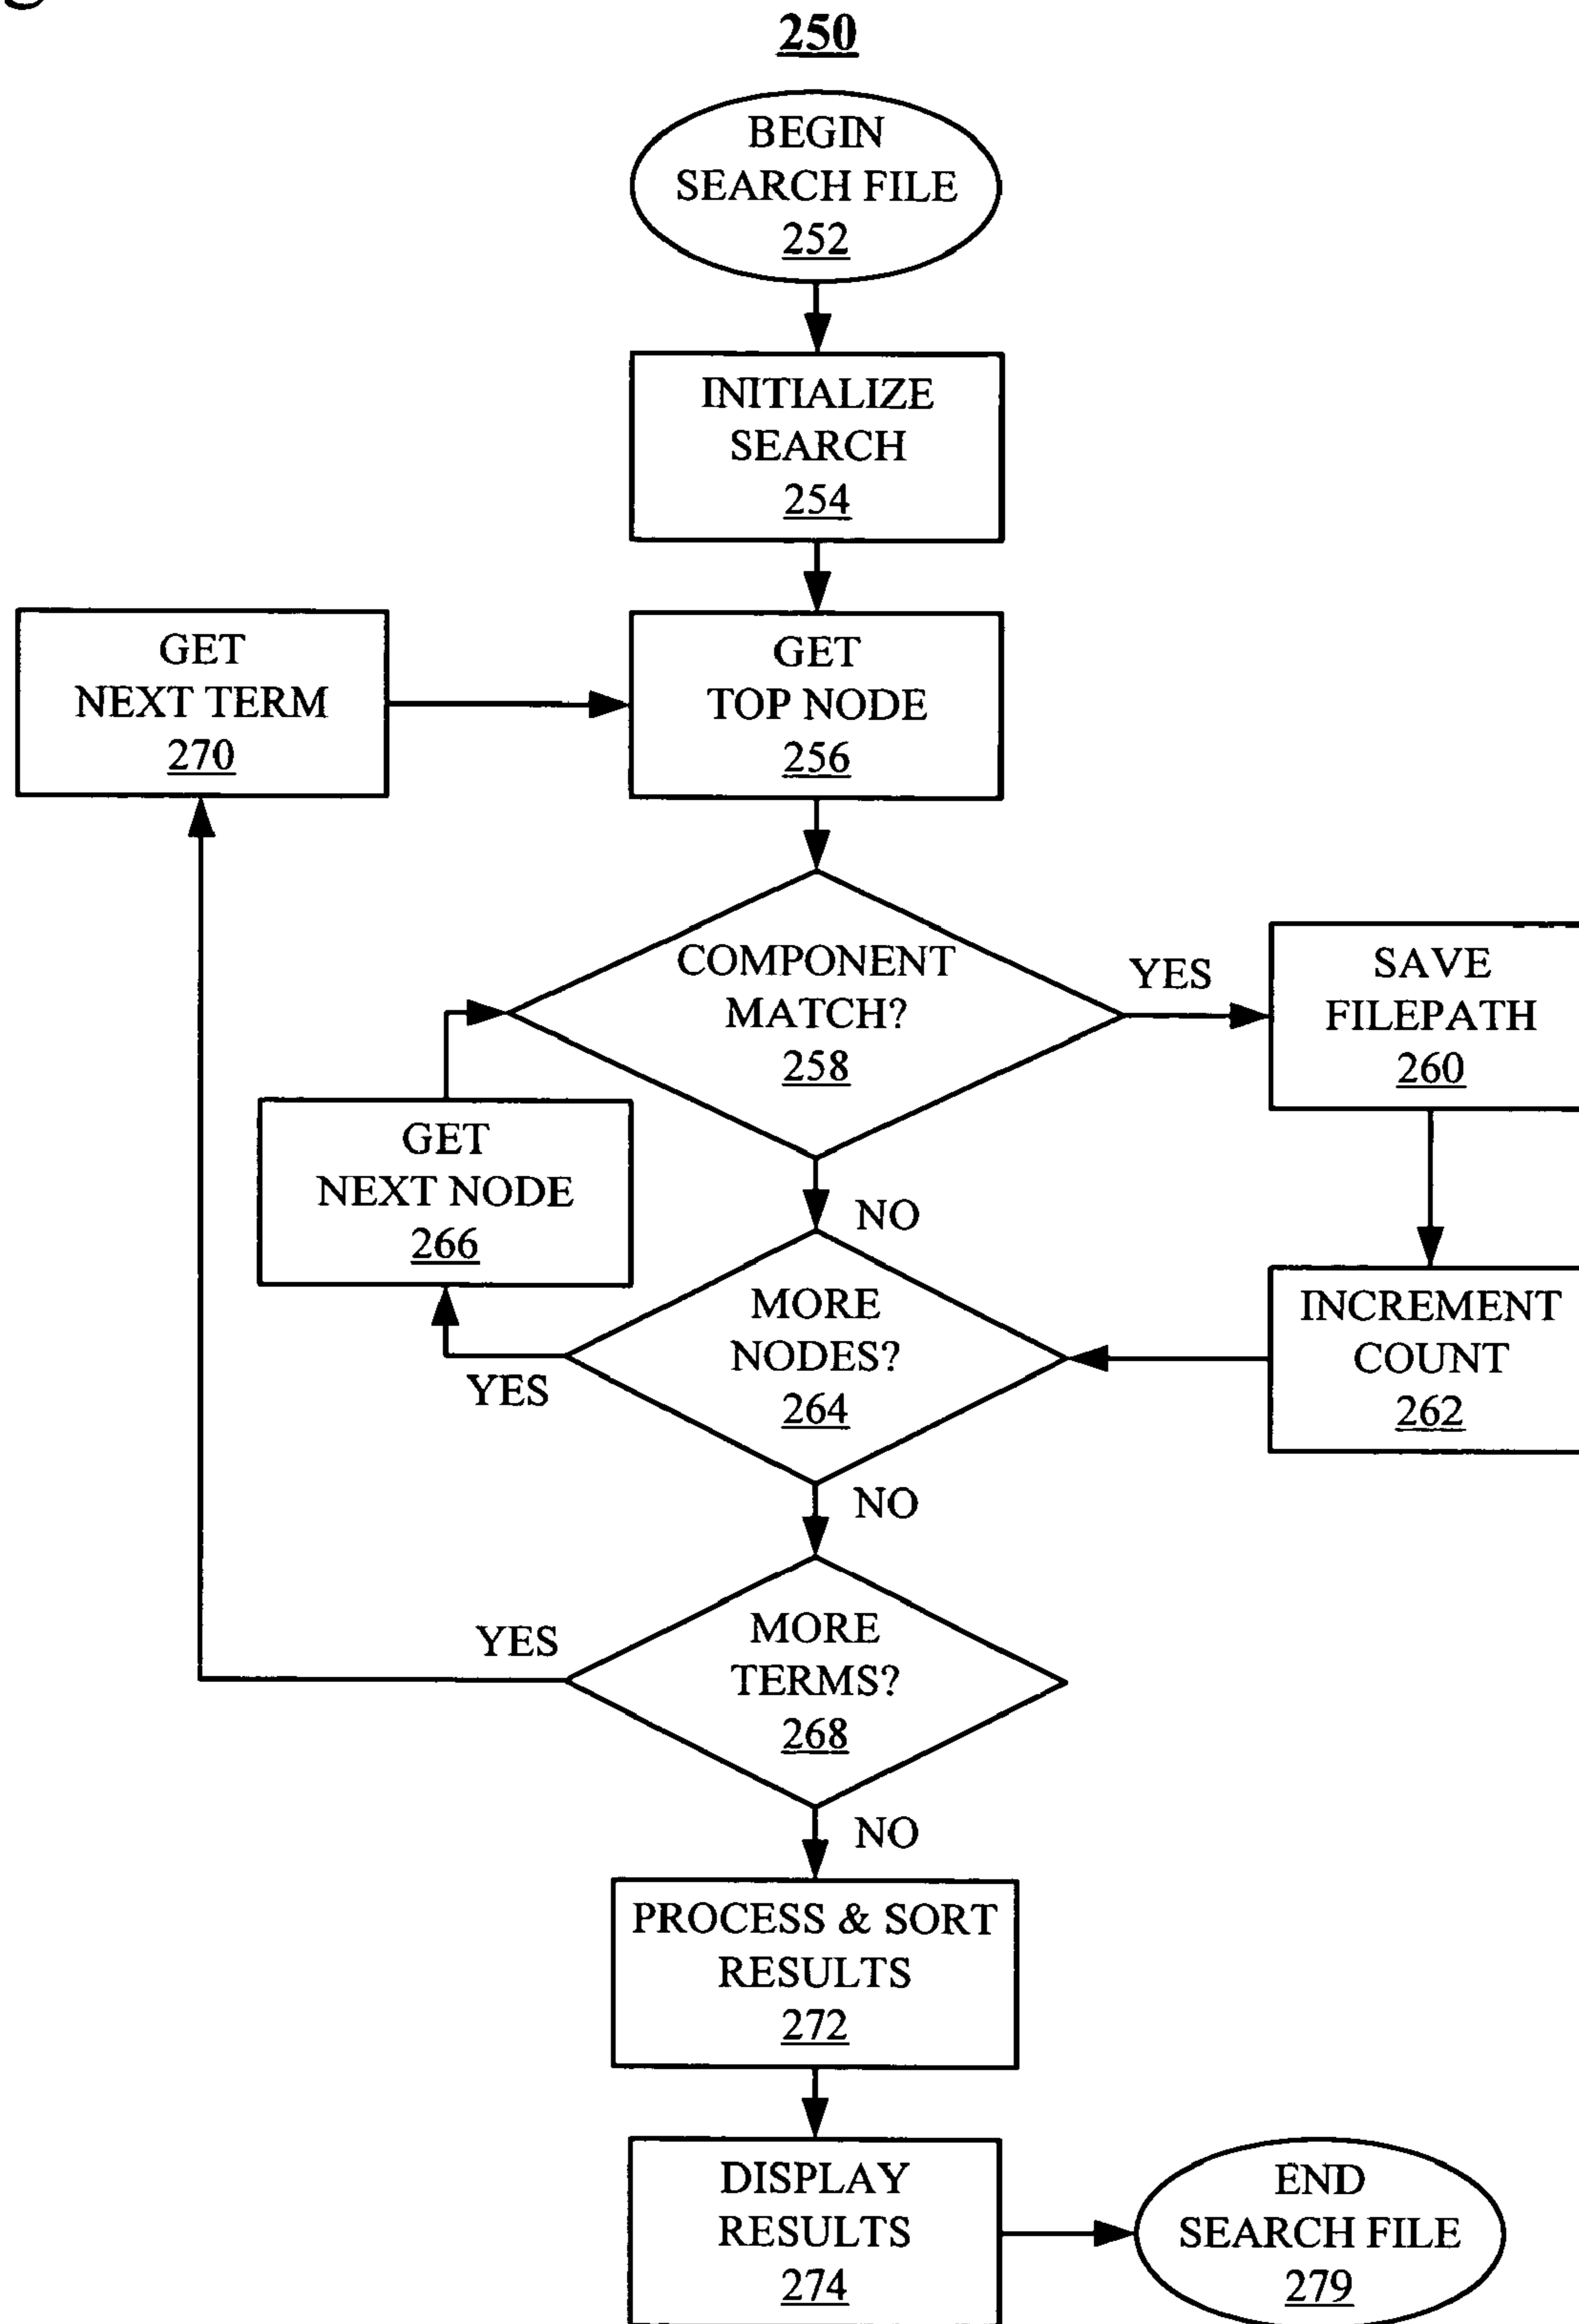 250
BEGIN
SEARCH FILE
252
INITIALIZE
SEARCH
254
GET
NEXT TERM
270
GET
TOP NODE
256
COMPONENT
MATCH?
258
YES
SAVE
FILEPATH
260
GET
NEXT NODE
266
NO
MORE
NODES?
264
YES
INCREMENT
COUNT
262
NO
MORE
TERMS?
268
YES
NO
PROCESS & SORT
RESULTS
272
DISPLAY
RESULTS
274
END
SEARCH FILE
279